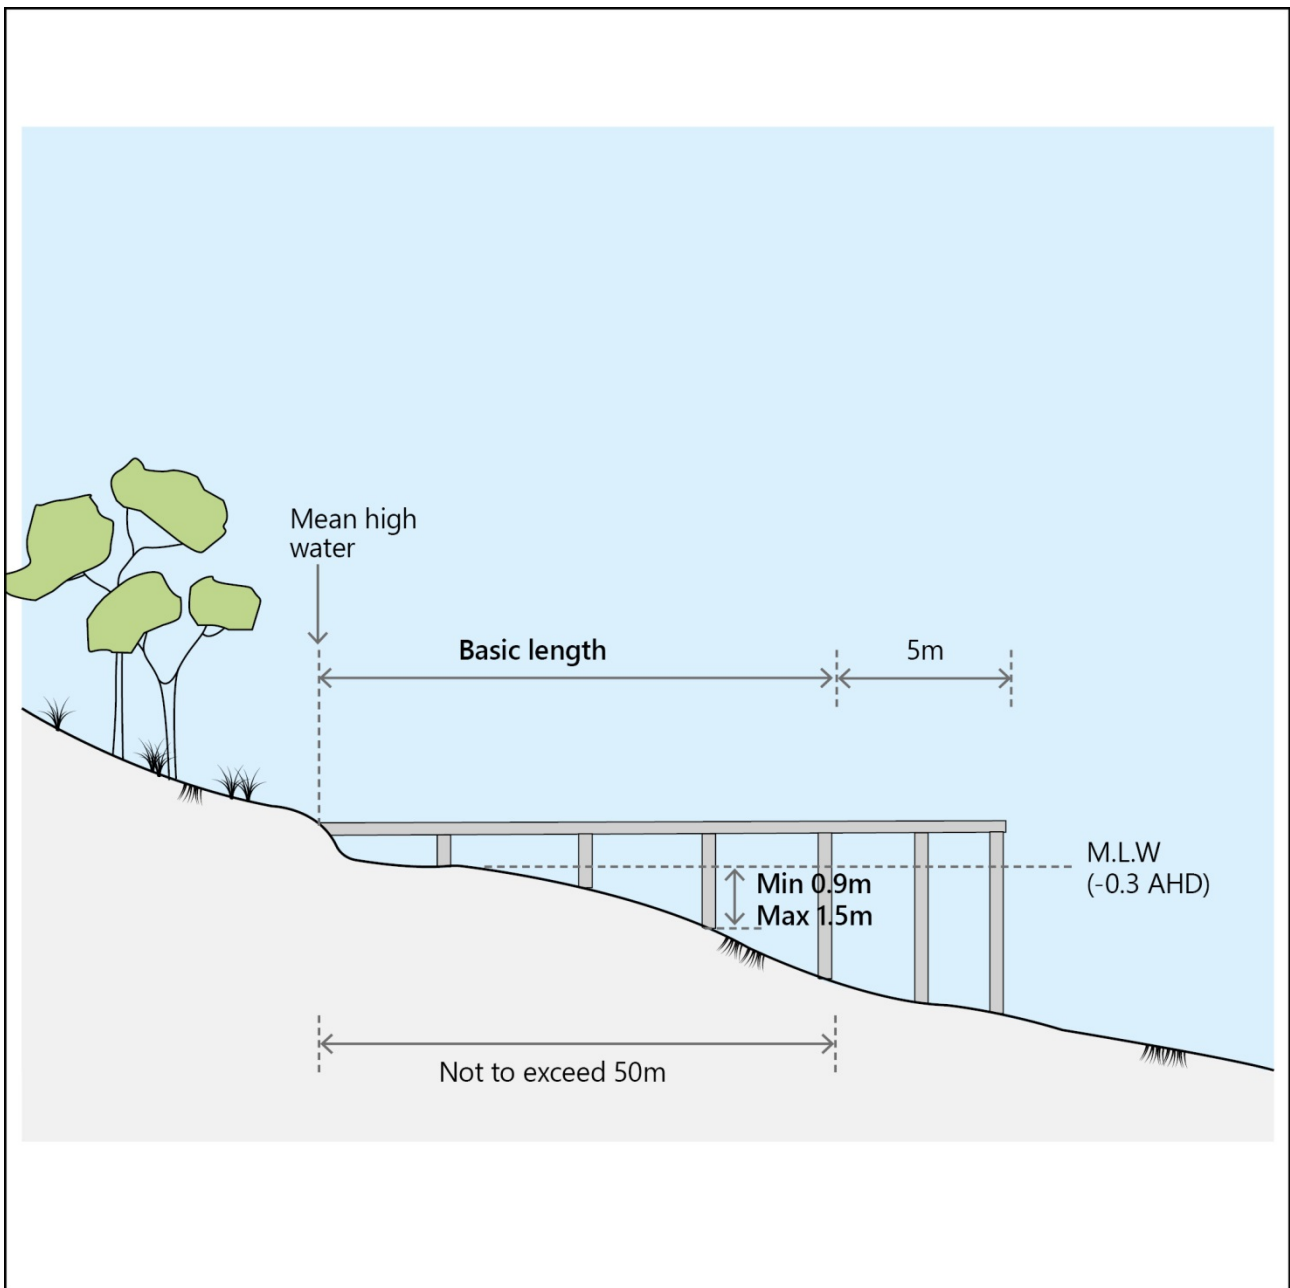 Mean high
water
Basic length
5m
M.L.W
(-0.3 AHD)
Min 0.9m
Max 1.5m
Not to exceed 50m